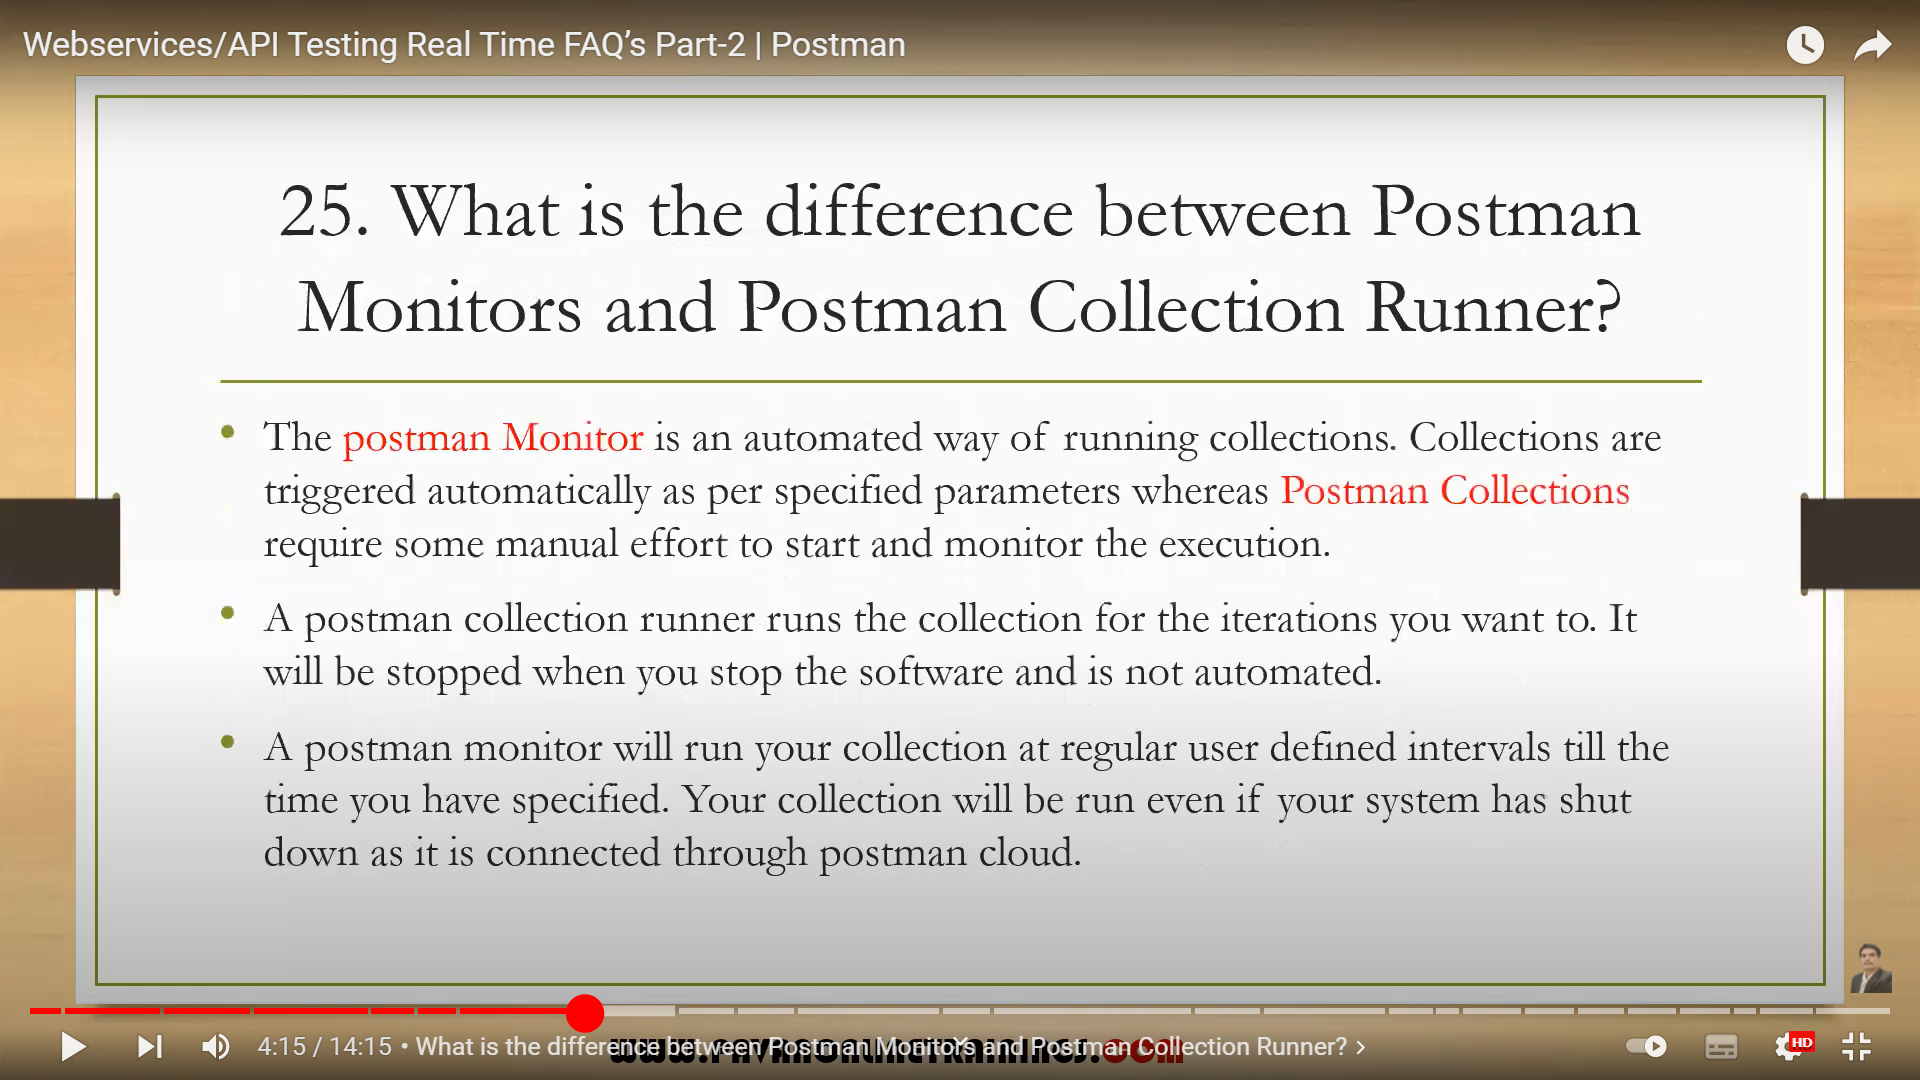 Webservices/API Testing Real Time FAQ’s Part-2 | Postman
25. What is the difference between Postman
Monitors and Postman Collection Runner?
• The postman Monitor is an automated way of running collections. Collections are
triggered automatically as per specified parameters whereas Postman Collections
require some manual effort to start and monitor the execution.
• A postman collection runner runs the collection for the iterations you want to. It
will be stopped when you stop the software and is not automated.
• A postman monitor will run your collection at regular user defined intervals till the
time you have specified. Your collection will be run even if your system has shut
down as it is connected through postman cloud.
4:15 / 14:15 • What is the difference between Postman Monitors and Postman Collection Runner? ›
HD